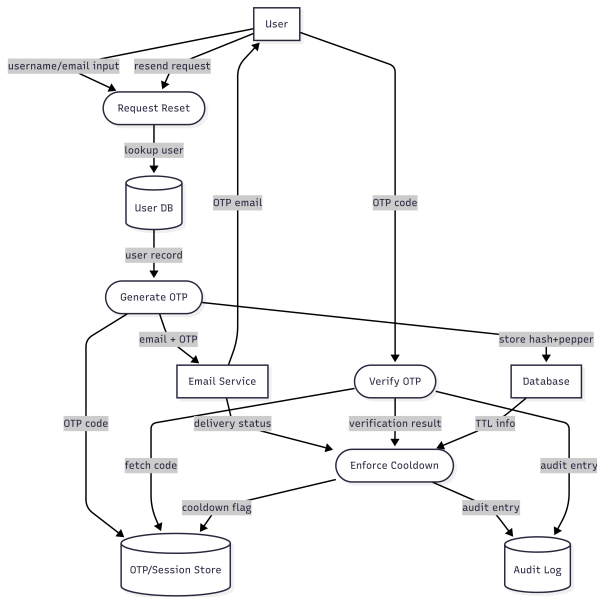 User
username/email input
resend request
Request Reset
lookup user
User DB
OTP email
OTP code
user record
Generate OTP
email + OTP
store hash+pepper
Email Service
Verify OTP
Database
OTP code
delivery status
verification result
TTL info
fetch code
Enforce Cooldown
audit entry
cooldown flag
audit entry
OTP/Session Store
Audit Log